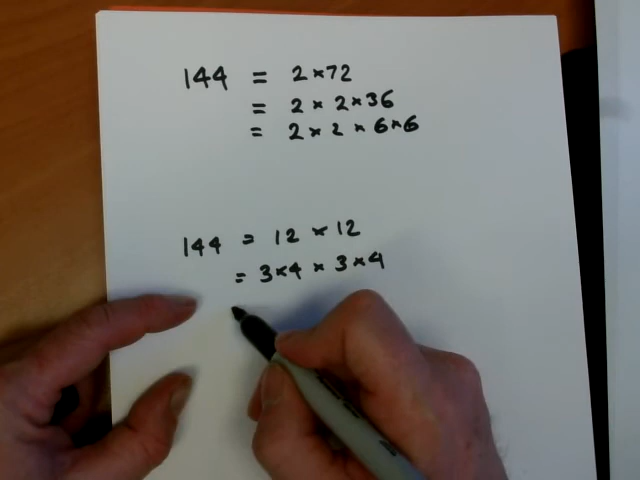 144 = 2 × 72
= 2 × 2 × 36
= 2 × 2 × 6 × 6
144 = 12 × 12
= 3 × 4 × 3 × 4